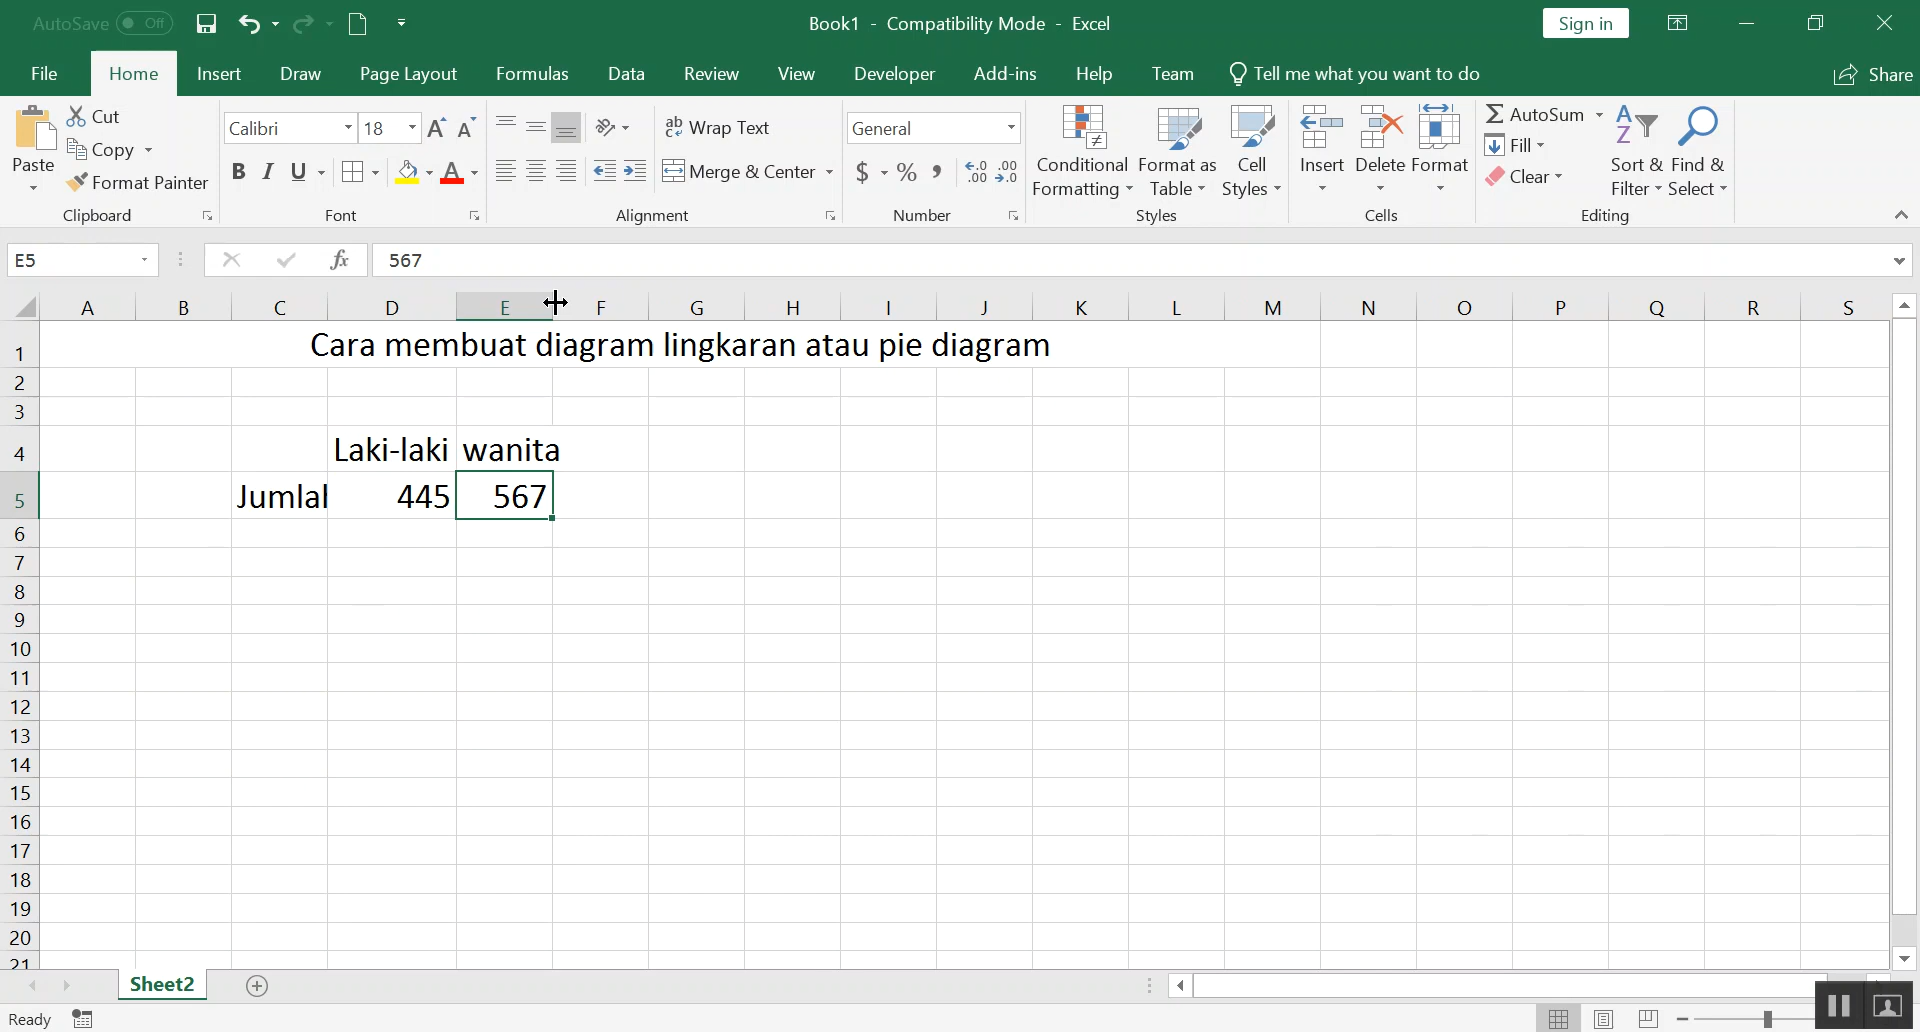 AutoSave Off
Book1 - Compatibility Mode - Excel
Sign in
File Home Insert Draw Page Layout Formulas Data Review View Developer Add-ins Help Team Tell me what you want to do Share
Paste
Cut
Copy
Format Painter
Clipboard
Calibri 18
B I U A
Font
Wrap Text
Merge & Center
Alignment
General
$ % ,
Number
Conditional Formatting
Format as Table
Cell Styles
Styles
Insert Delete Format
Cells
AutoSum
Fill
Clear
Sort & Filter
Find & Select
Editing
E5 fx 567
A B C D E F G H I J K L M N O P Q R S
1 Cara membuat diagram lingkaran atau pie diagram
2
3
4 Laki-laki wanita
5 Jumlah 445 567
6
7
8
9
10
11
12
13
14
15
16
17
18
19
20
21
Sheet2
Ready